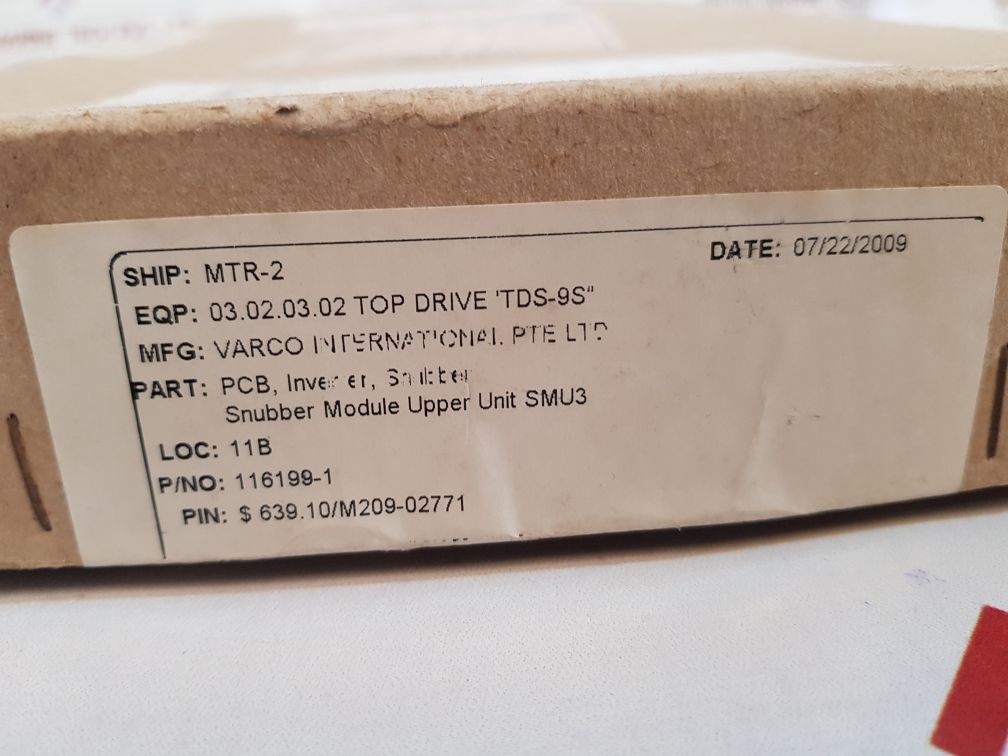 SHIP: MTR-2
DATE: 07/22/2009
EQP: 03.02.03.02 TOP DRIVE 'TDS-9S"
MFG: VARCO INTERNATIONAL PTE LTD
PART: PCB, Inverter, Snubber
Snubber Module Upper Unit SMU3
LOC: 11B
P/NO: 116199-1
PIN: $ 639.10/M209-02771